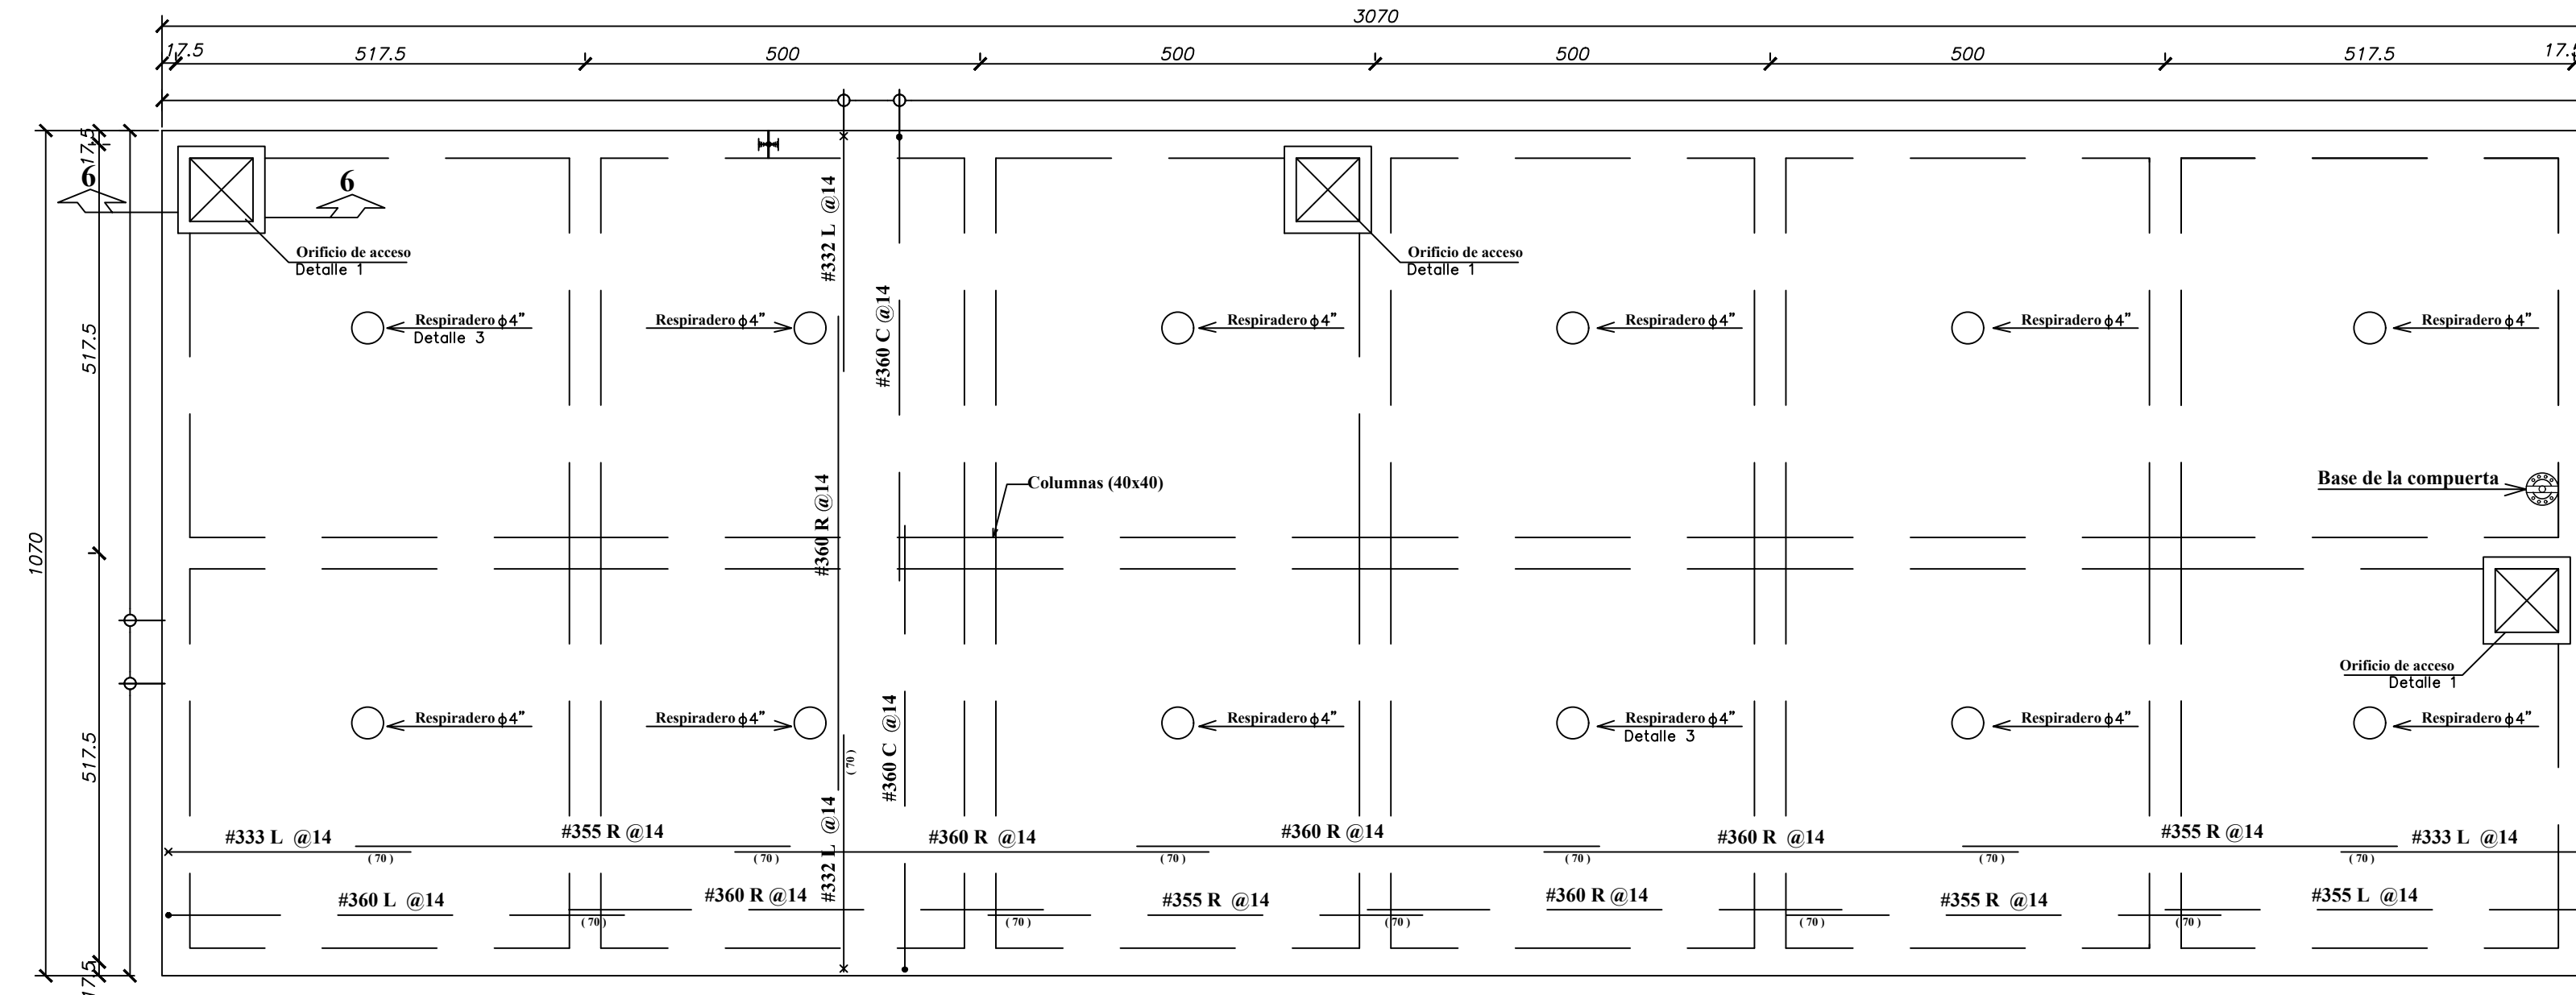 3070
17.5 517.5 500 500 500 500 517.5 17.5
17.5
6 6
#332 L @14
Orificio de acceso
Detalle 1
Orificio de acceso
Detalle 1
#360 C @14
517.5
Respiradero ϕ4”
Detalle 3
Respiradero ϕ4”
Respiradero ϕ4”
Respiradero ϕ4”
Respiradero ϕ4”
Respiradero ϕ4”
Columnas (40x40)
Base de la compuerta
#360 R @14
1070
Orificio de acceso
Detalle 1
517.5
Respiradero ϕ4”
Respiradero ϕ4”
Respiradero ϕ4”
Respiradero ϕ4”
Detalle 3
Respiradero ϕ4”
Respiradero ϕ4”
( 70 )
#360 C @14
#332 L @14
#333 L @14 #355 R @14 #360 R @14 #360 R @14 #360 R @14 #355 R @14 #333 L @14
( 70 ) ( 70 ) ( 70 ) ( 70 ) ( 70 ) ( 70 )
#360 L @14 #360 R @14 #355 R @14 #360 R @14 #355 R @14 #355 L @14
( 70 ) ( 70 ) ( 70 ) ( 70 ) ( 70 )
17.5